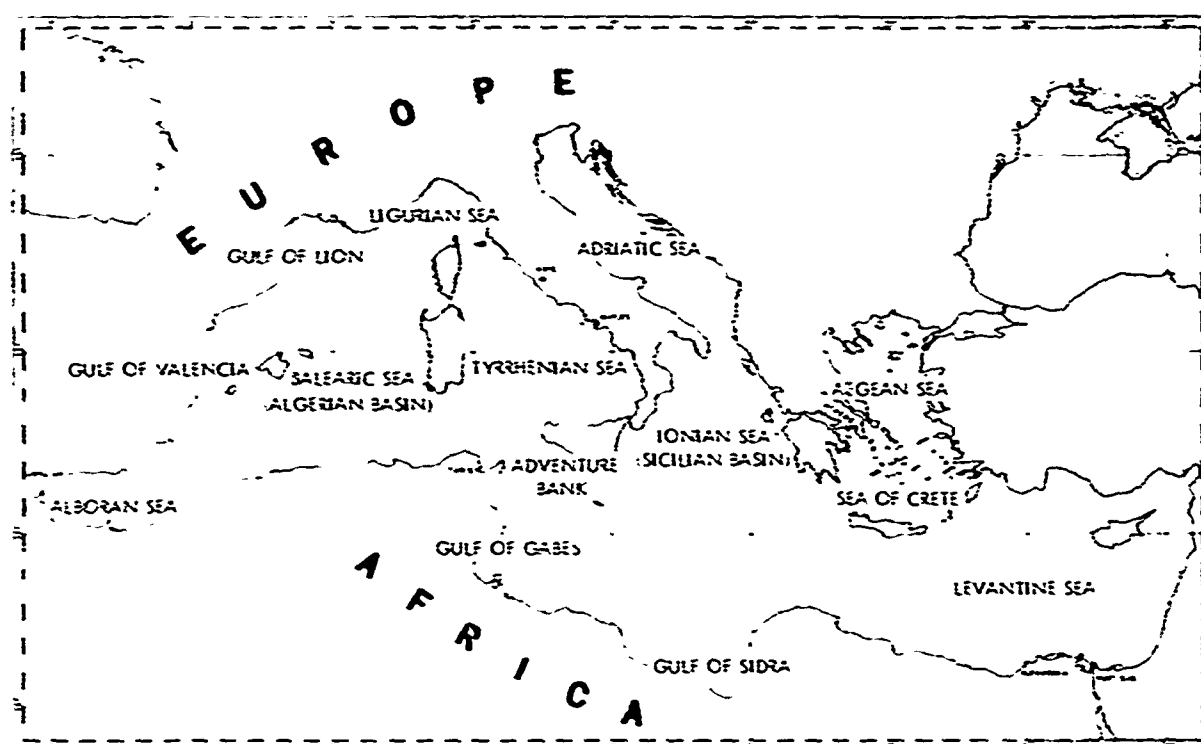 EUROPE
LIGURIAN SEA
GULF OF LION
ADRIATIC SEA
GULF OF VALENCIA
BALEARIC SEA
(ALGERIAN BASIN)
TYRRHENIAN SEA
AEGEAN SEA
IONIAN SEA
(SICILIAN BASIN)
ADVENTURE
BANK
ALBORAN SEA
SEA OF CRETE
GULF OF GABES
LEVANTINE SEA
AFRICA
GULF OF SIDRA